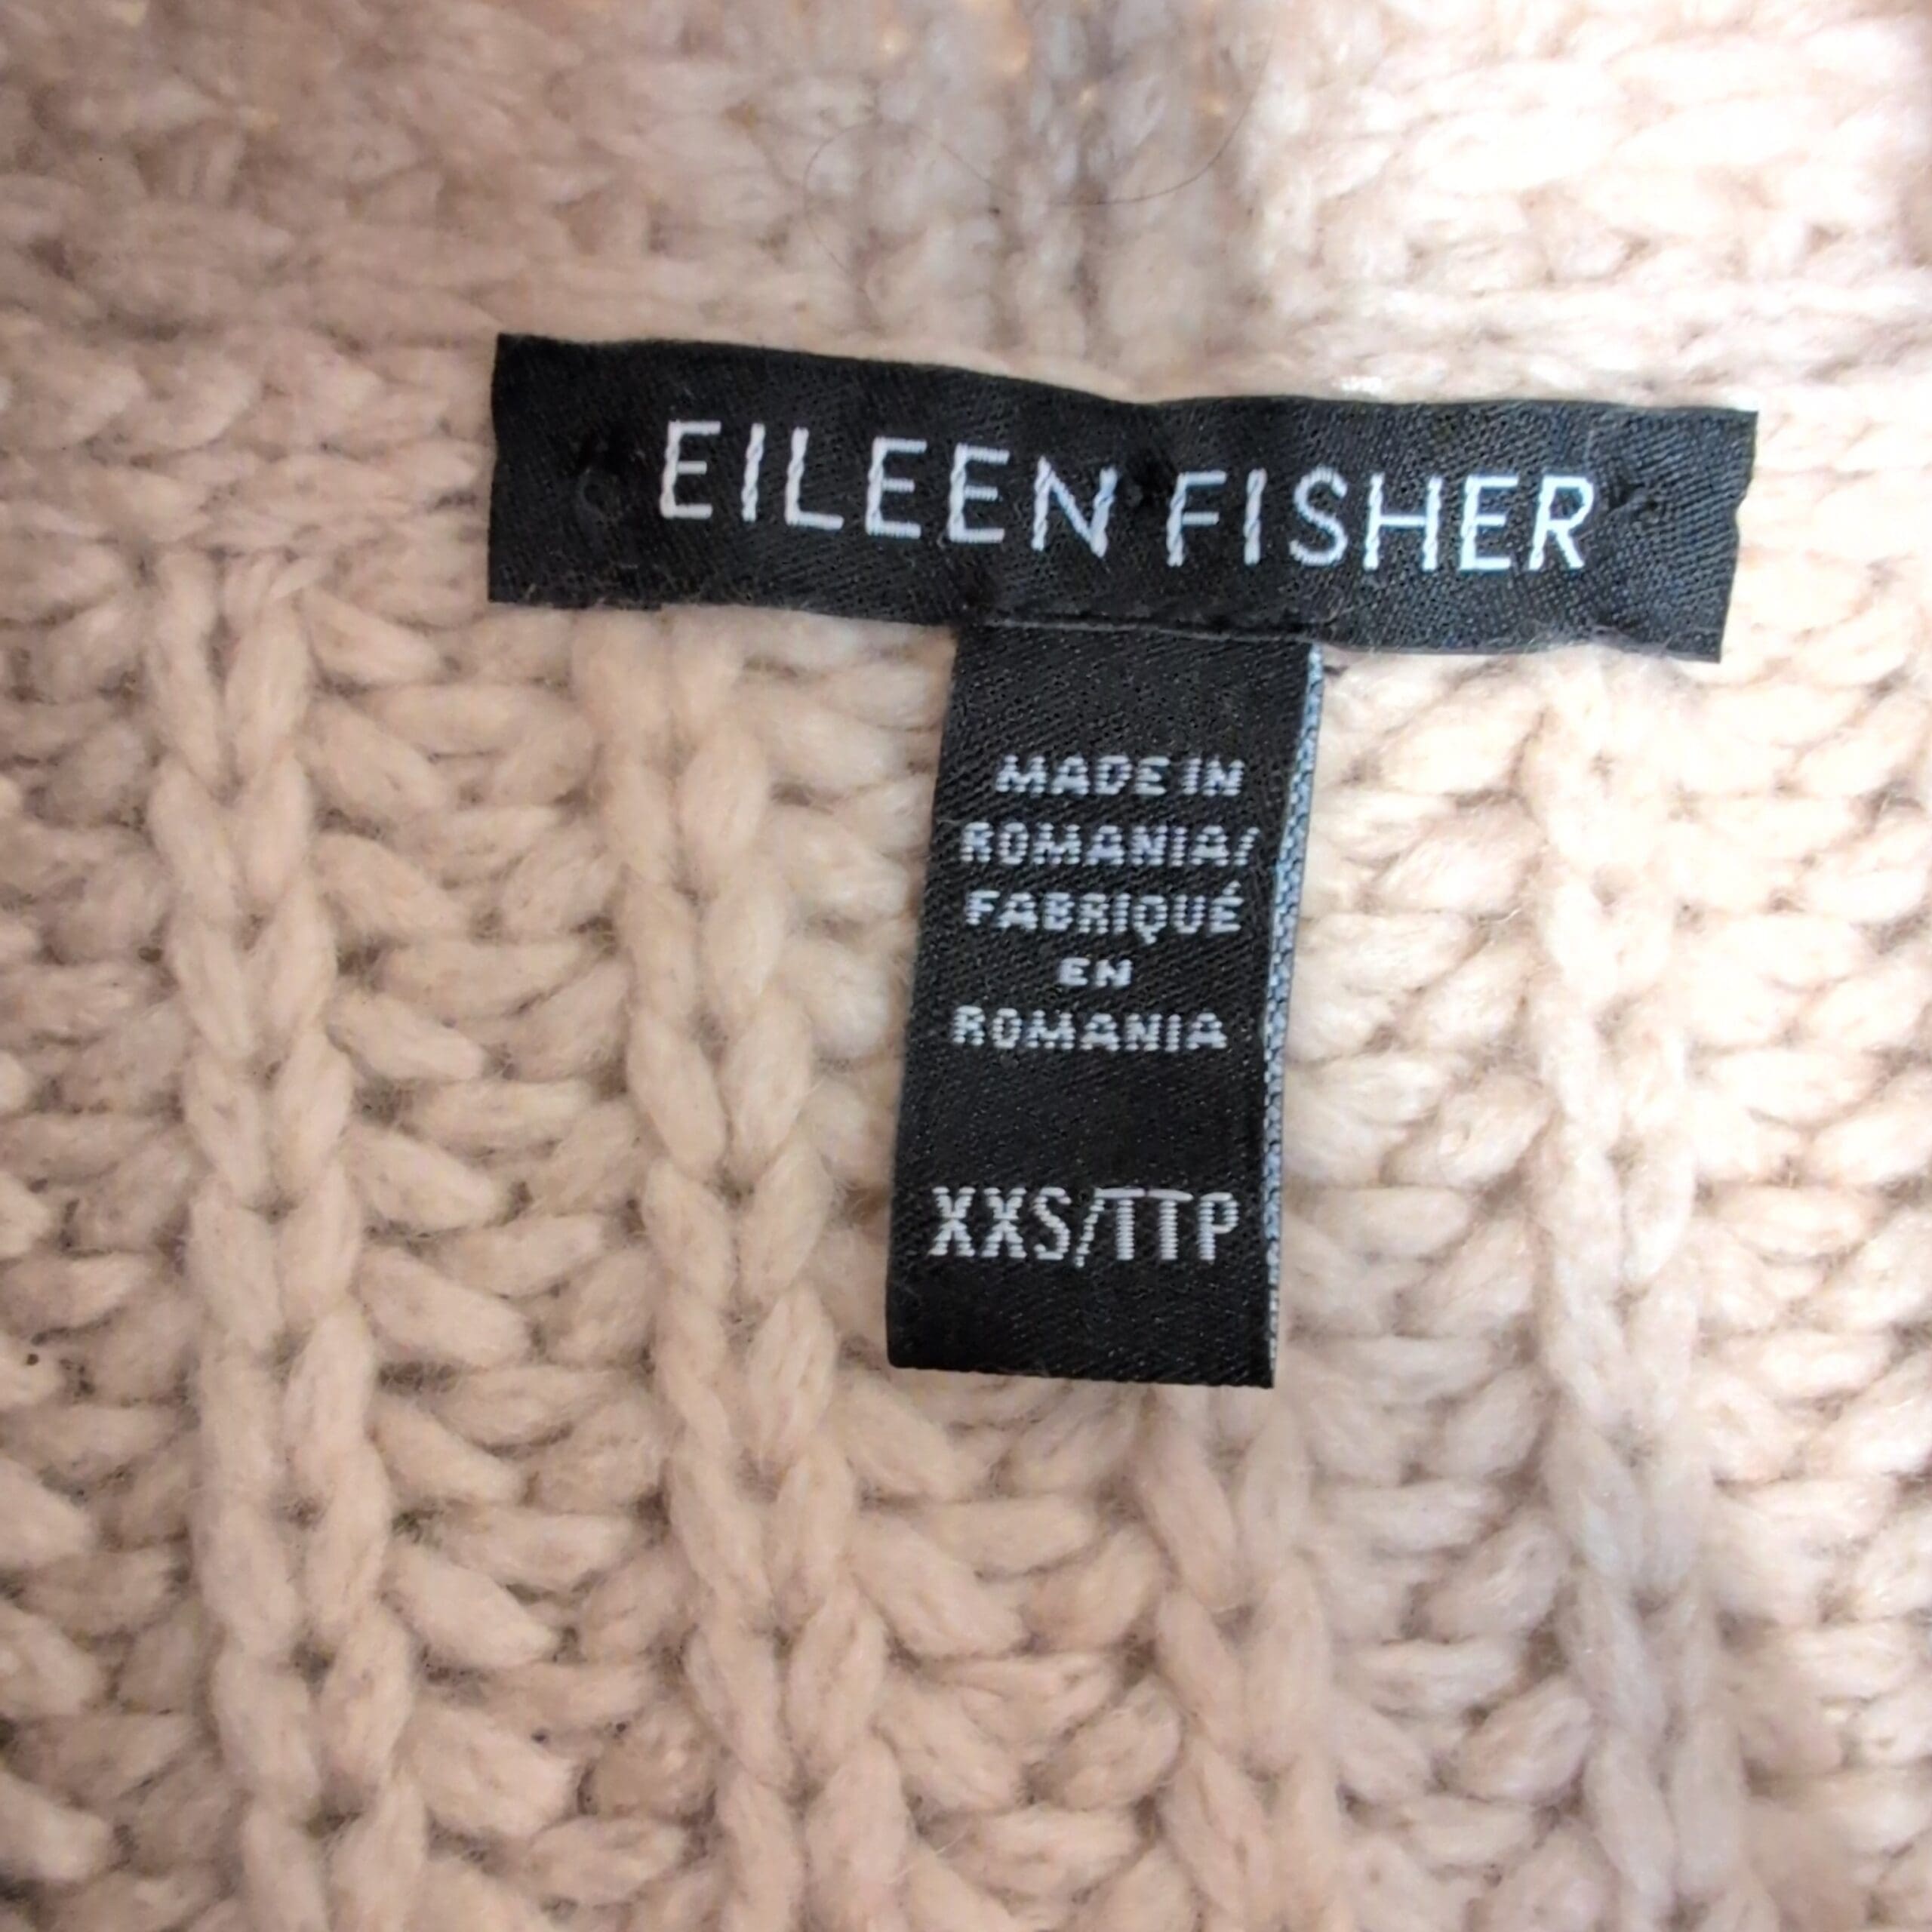 EILEEN FISHER
MADE IN
ROMANIA/
FABRIQUÉ
EN
ROMANIA
XXS/TTP